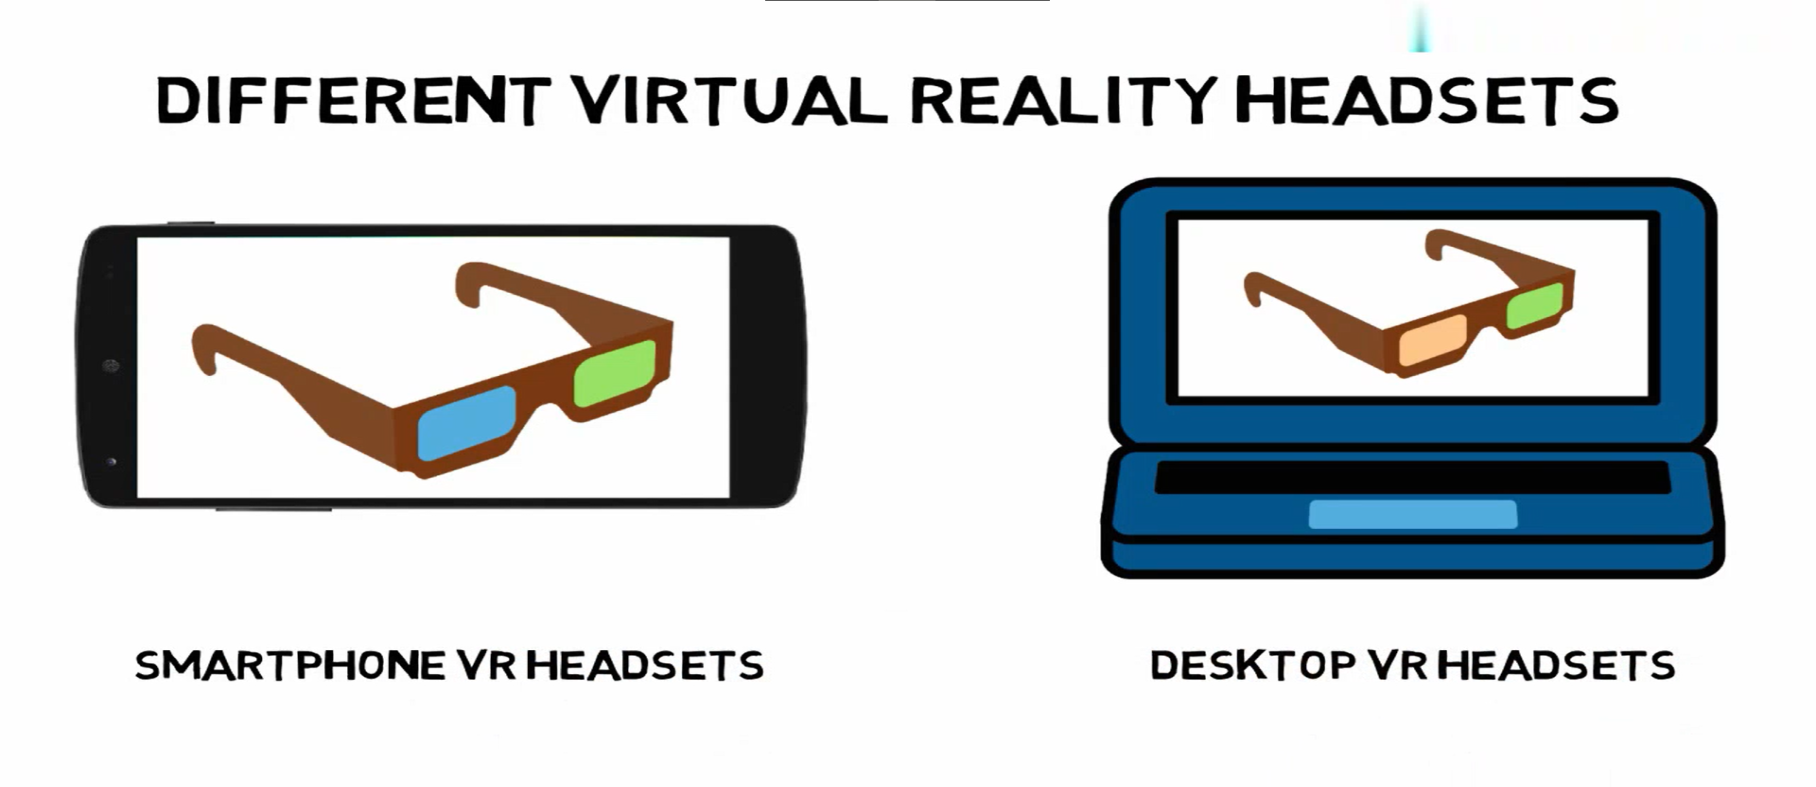 DIFFERENT VIRTUAL REALITY HEADSETS
SMARTPHONE VR HEADSETS
DESKTOP VR HEADSETS